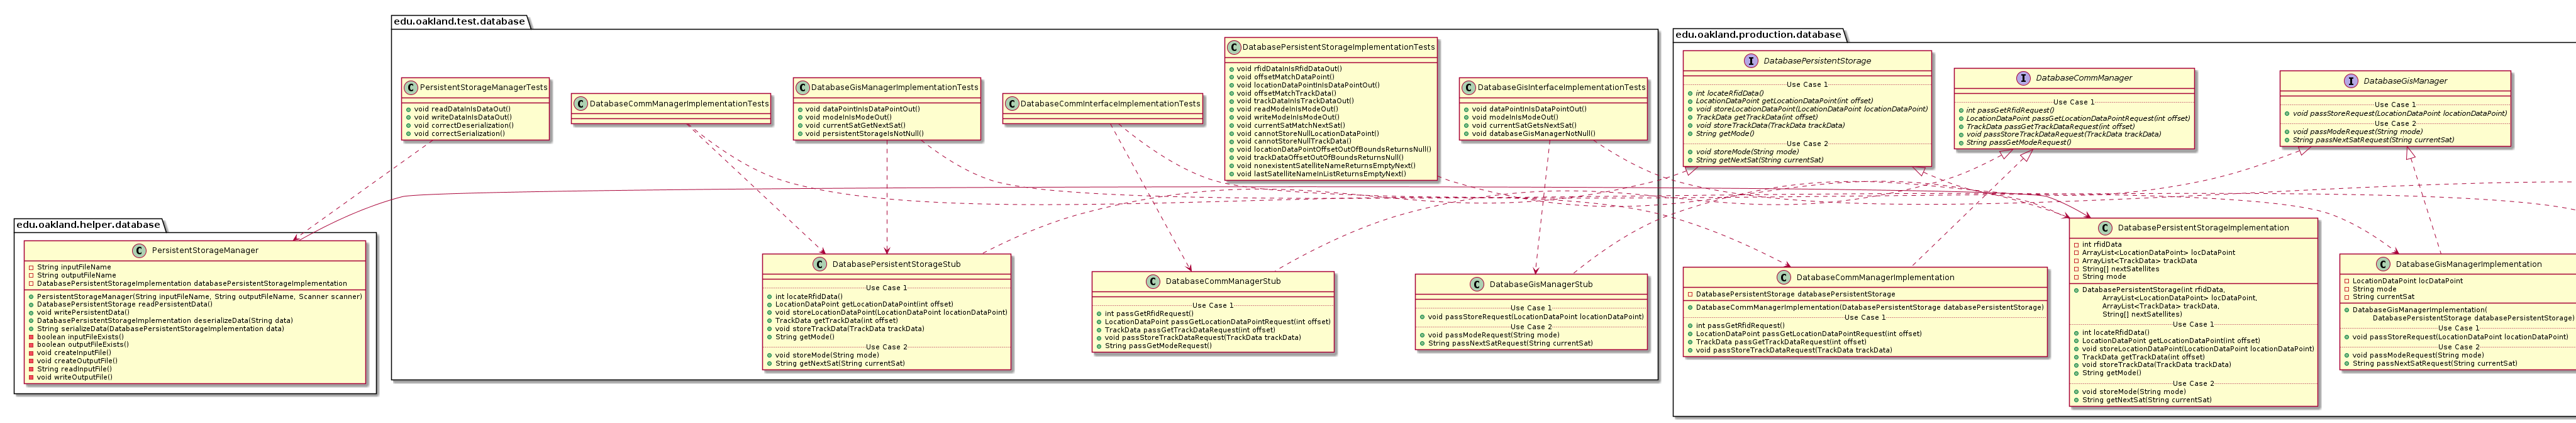 edu.oakland.test.database
PersistentStorageManagerTests
void readDataInIsDataOut()
void writeDataInIsDataOut()
void correctDeserialization()
void correctSerialization()
DatabaseCommManagerImplementationTests
DatabaseGisManagerImplementationTests
void dataPointInIsDataPointOut()
void modeInIsModeOut()
void currentSatGetNextSat()
void persistentStorageIsNotNull()
DatabaseCommInterfaceImplementationTests
DatabasePersistentStorageImplementationTests
void rfidDataInIsRfidDataOut()
void offsetMatchDataPoint()
void locationDataPointInIsDataPointOut()
void offsetMatchTrackData()
void trackDataInIsTrackDataOut()
void readModeInIsModeOut()
void writeModeInIsModeOut()
void currentSatMatchNextSat()
void cannotStoreNullLocationDataPoint()
void cannotStoreNullTrackData()
void locationDataPointOffsetOutOfBoundsReturnsNull()
void trackDataOffsetOutOfBoundsReturnsNull()
void nonexistentSatelliteNameReturnsEmptyNext()
void lastSatelliteNameInListReturnsEmptyNext()
DatabaseGisInterfaceImplementationTests
void dataPointInIsDataPointOut()
void modeInIsModeOut()
void currentSatGetsNextSat()
void databaseGisManagerNotNull()
DatabasePersistentStorageStub
Use Case 1
int locateRfidData()
LocationDataPoint getLocationDataPoint(int offset)
void storeLocationDataPoint(LocationDataPoint locationDataPoint)
TrackData getTrackData(int offset)
void storeTrackData(TrackData trackData)
String getMode()
Use Case 2
void storeMode(String mode)
String getNextSat(String currentSat)
DatabaseCommManagerStub
Use Case 1
int passGetRfidRequest()
LocationDataPoint passGetLocationDataPointRequest(int offset)
TrackData passGetTrackDataRequest(int offset)
void passStoreTrackDataRequest(TrackData trackData)
String passGetModeRequest()
DatabaseGisManagerStub
Use Case 1
void passStoreRequest(LocationDataPoint locationDataPoint)
Use Case 2
void passModeRequest(String mode)
String passNextSatRequest(String currentSat)
edu.oakland.helper.database
PersistentStorageManager
String inputFileName
String outputFileName
DatabasePersistentStorageImplementation databasePersistentStorageImplementation
PersistentStorageManager(String inputFileName, String outputFileName, Scanner scanner)
DatabasePersistentStorage readPersistentData()
void writePersistentData()
DatabasePersistentStorageImplementation deserializeData(String data)
String serializeData(DatabasePersistentStorageImplementation data)
boolean inputFileExists()
boolean outputFileExists()
void createInputFile()
void createOutputFile()
String readInputFile()
void writeOutputFile()
edu.oakland.production.database
DatabasePersistentStorage
Use Case 1
int locateRfidData()
LocationDataPoint getLocationDataPoint(int offset)
void storeLocationDataPoint(LocationDataPoint locationDataPoint)
TrackData getTrackData(int offset)
void storeTrackData(TrackData trackData)
String getMode()
Use Case 2
void storeMode(String mode)
String getNextSat(String currentSat)
DatabaseCommManager
Use Case 1
int passGetRfidRequest()
LocationDataPoint passGetLocationDataPointRequest(int offset)
TrackData passGetTrackDataRequest(int offset)
void passStoreTrackDataRequest(TrackData trackData)
String passGetModeRequest()
DatabaseGisManager
Use Case 1
void passStoreRequest(LocationDataPoint locationDataPoint)
Use Case 2
void passModeRequest(String mode)
String passNextSatRequest(String currentSat)
DatabaseCommManagerImplementation
DatabasePersistentStorage databasePersistentStorage
DatabaseCommManagerImplementation(DatabasePersistentStorage databasePersistentStorage)
Use Case 1
int passGetRfidRequest()
LocationDataPoint passGetLocationDataPointRequest(int offset)
TrackData passGetTrackDataRequest(int offset)
void passStoreTrackDataRequest(TrackData trackData)
DatabasePersistentStorageImplementation
int rfidData
ArrayList<LocationDataPoint> locDataPoint
ArrayList<TrackData> trackData
String[] nextSatellites
String mode
DatabasePersistentStorage(int rfidData,
ArrayList<LocationDataPoint> locDataPoint,
ArrayList<TrackData> trackData,
String[] nextSatellites)
Use Case 1
int locateRfidData()
LocationDataPoint getLocationDataPoint(int offset)
void storeLocationDataPoint(LocationDataPoint locationDataPoint)
TrackData getTrackData(int offset)
void storeTrackData(TrackData trackData)
String getMode()
Use Case 2
void storeMode(String mode)
String getNextSat(String currentSat)
DatabaseGisManagerImplementation
LocationDataPoint locDataPoint
String mode
String currentSat
DatabaseGisManagerImplementation(
DatabasePersistentStorage databasePersistentStorage)
Use Case 1
void passStoreRequest(LocationDataPoint locationDataPoint)
Use Case 2
void passModeRequest(String mode)
String passNextSatRequest(String currentSat)